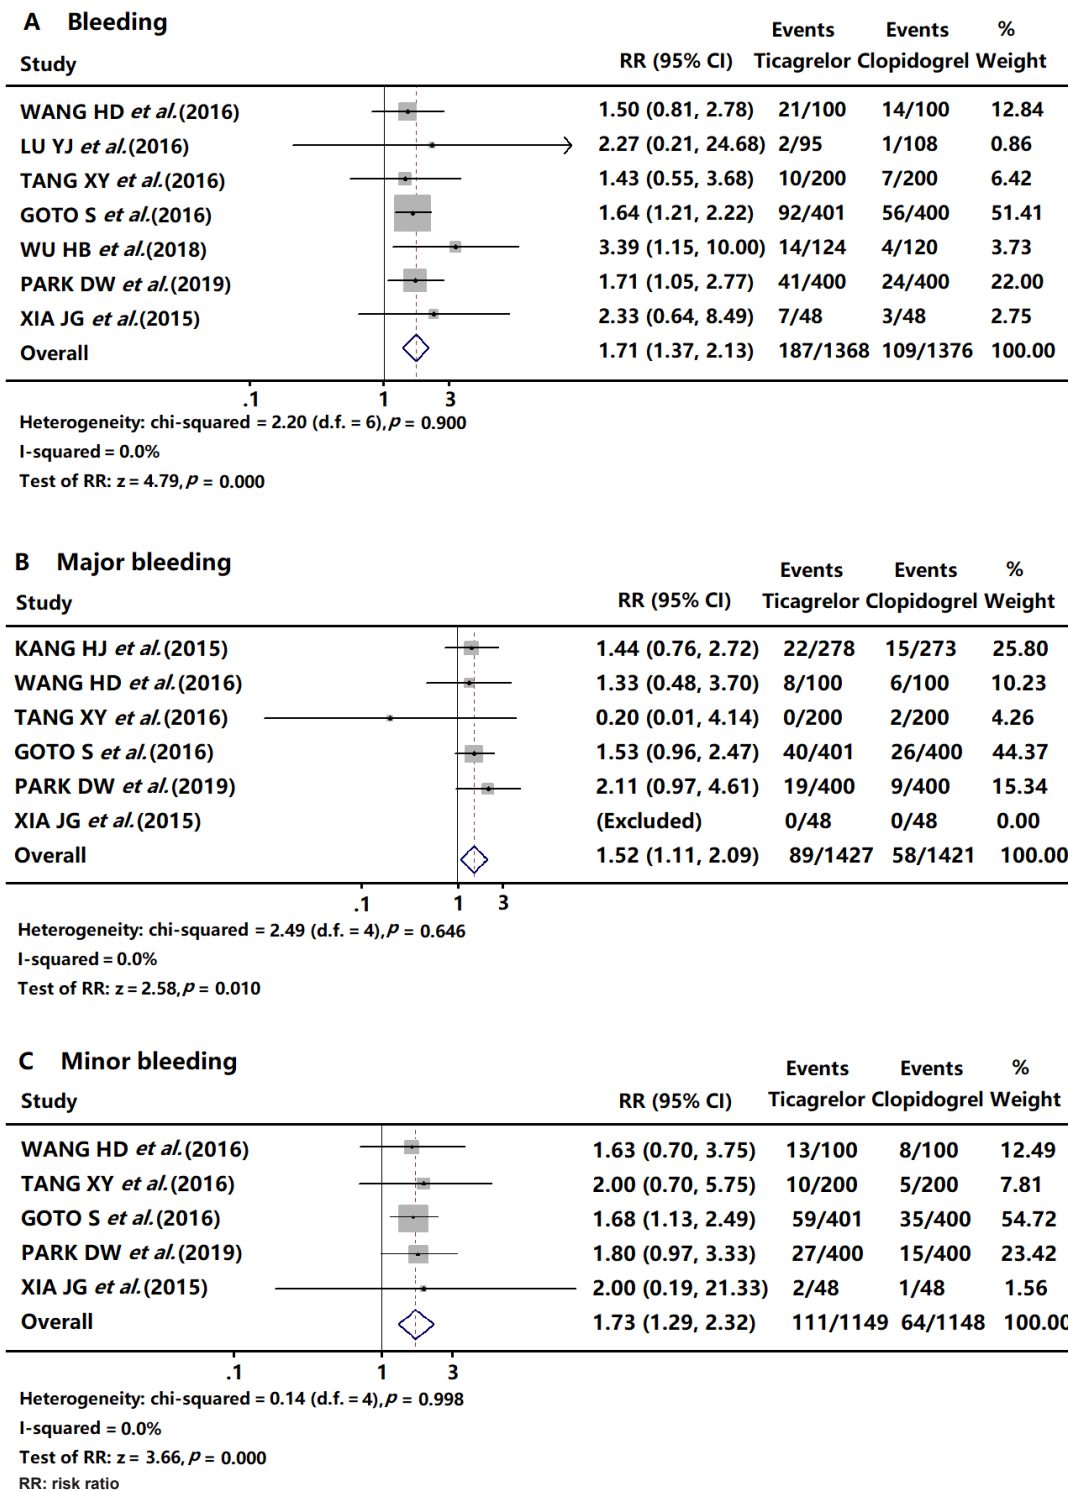 A Bleeding
Events Events %
Study RR (95% CI) Ticagrelor Clopidogrel Weight
WANG HD et al.(2016) 1.50 (0.81, 2.78) 21/100 14/100 12.84
LU YJ et al.(2016) 2.27 (0.21, 24.68) 2/95 1/108 0.86
TANG XY et al.(2016) 1.43 (0.55, 3.68) 10/200 7/200 6.42
GOTO S et al.(2016) 1.64 (1.21, 2.22) 92/401 56/400 51.41
WU HB et al.(2018) 3.39 (1.15, 10.00) 14/124 4/120 3.73
PARK DW et al.(2019) 1.71 (1.05, 2.77) 41/400 24/400 22.00
XIA JG et al.(2015) 2.33 (0.64, 8.49) 7/48 3/48 2.75
Overall 1.71 (1.37, 2.13) 187/1368 109/1376 100.00
.1 1 3
Heterogeneity: chi-squared = 2.20 (d.f. = 6), p = 0.900
I-squared = 0.0%
Test of RR: z = 4.79, p = 0.000
B Major bleeding
Events Events %
Study RR (95% CI) Ticagrelor Clopidogrel Weight
KANG HJ et al.(2015) 1.44 (0.76, 2.72) 22/278 15/273 25.80
WANG HD et al.(2016) 1.33 (0.48, 3.70) 8/100 6/100 10.23
TANG XY et al.(2016) 0.20 (0.01, 4.14) 0/200 2/200 4.26
GOTO S et al.(2016) 1.53 (0.96, 2.47) 40/401 26/400 44.37
PARK DW et al.(2019) 2.11 (0.97, 4.61) 19/400 9/400 15.34
XIA JG et al.(2015) (Excluded) 0/48 0/48 0.00
Overall 1.52 (1.11, 2.09) 89/1427 58/1421 100.00
.1 1 3
Heterogeneity: chi-squared = 2.49 (d.f. = 4), p = 0.646
I-squared = 0.0%
Test of RR: z = 2.58, p = 0.010
C Minor bleeding
Events Events %
Study RR (95% CI) Ticagrelor Clopidogrel Weight
WANG HD et al.(2016) 1.63 (0.70, 3.75) 13/100 8/100 12.49
TANG XY et al.(2016) 2.00 (0.70, 5.75) 10/200 5/200 7.81
GOTO S et al.(2016) 1.68 (1.13, 2.49) 59/401 35/400 54.72
PARK DW et al.(2019) 1.80 (0.97, 3.33) 27/400 15/400 23.42
XIA JG et al.(2015) 2.00 (0.19, 21.33) 2/48 1/48 1.56
Overall 1.73 (1.29, 2.32) 111/1149 64/1148 100.00
.1 1 3
Heterogeneity: chi-squared = 0.14 (d.f. = 4), p = 0.998
I-squared = 0.0%
Test of RR: z = 3.66, p = 0.000
RR: risk ratio